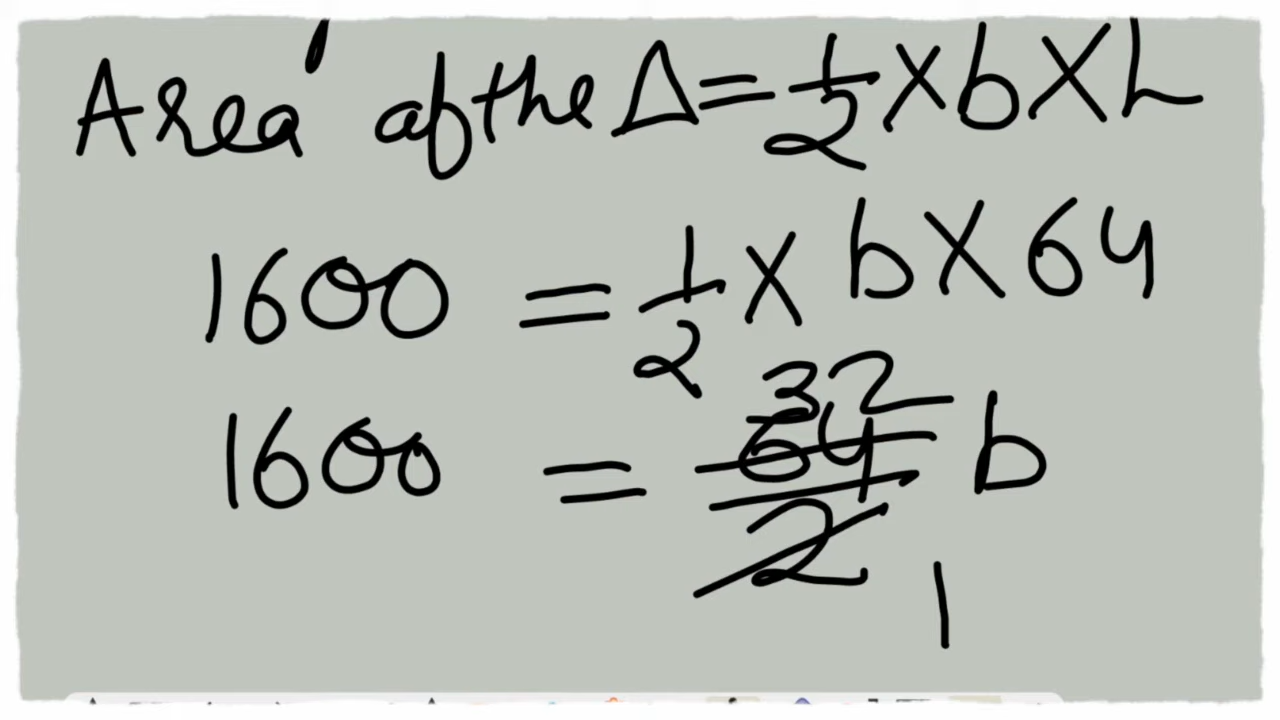 Area of the Δ = 1/2 × b × h
1600 = 1/2 × b × 64
32
1600 = 64/2 b
1